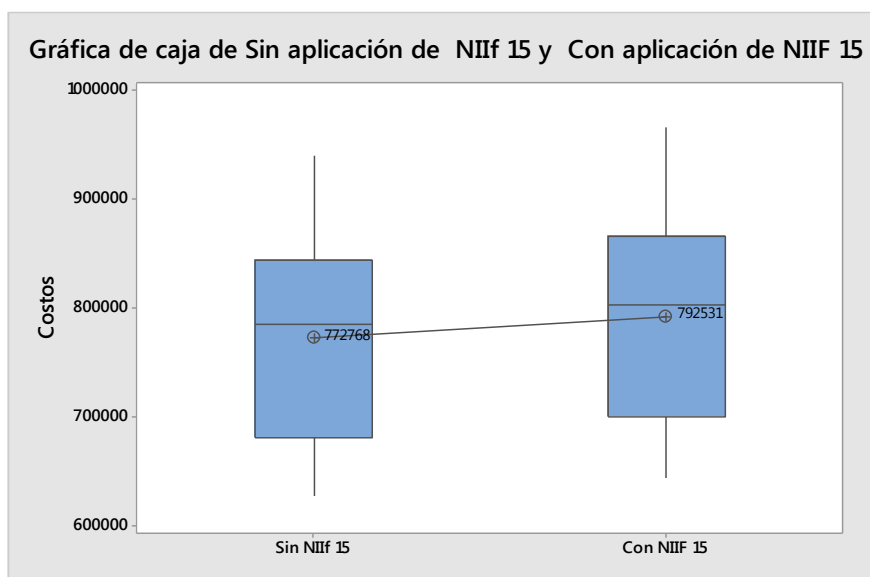 Gráfica de caja de Sin aplicación de NIIf 15 y Con aplicación de NIIF 15
1000000
900000
800000
700000
600000
Costos
772768
792531
Sin NIIf 15
Con NIIF 15